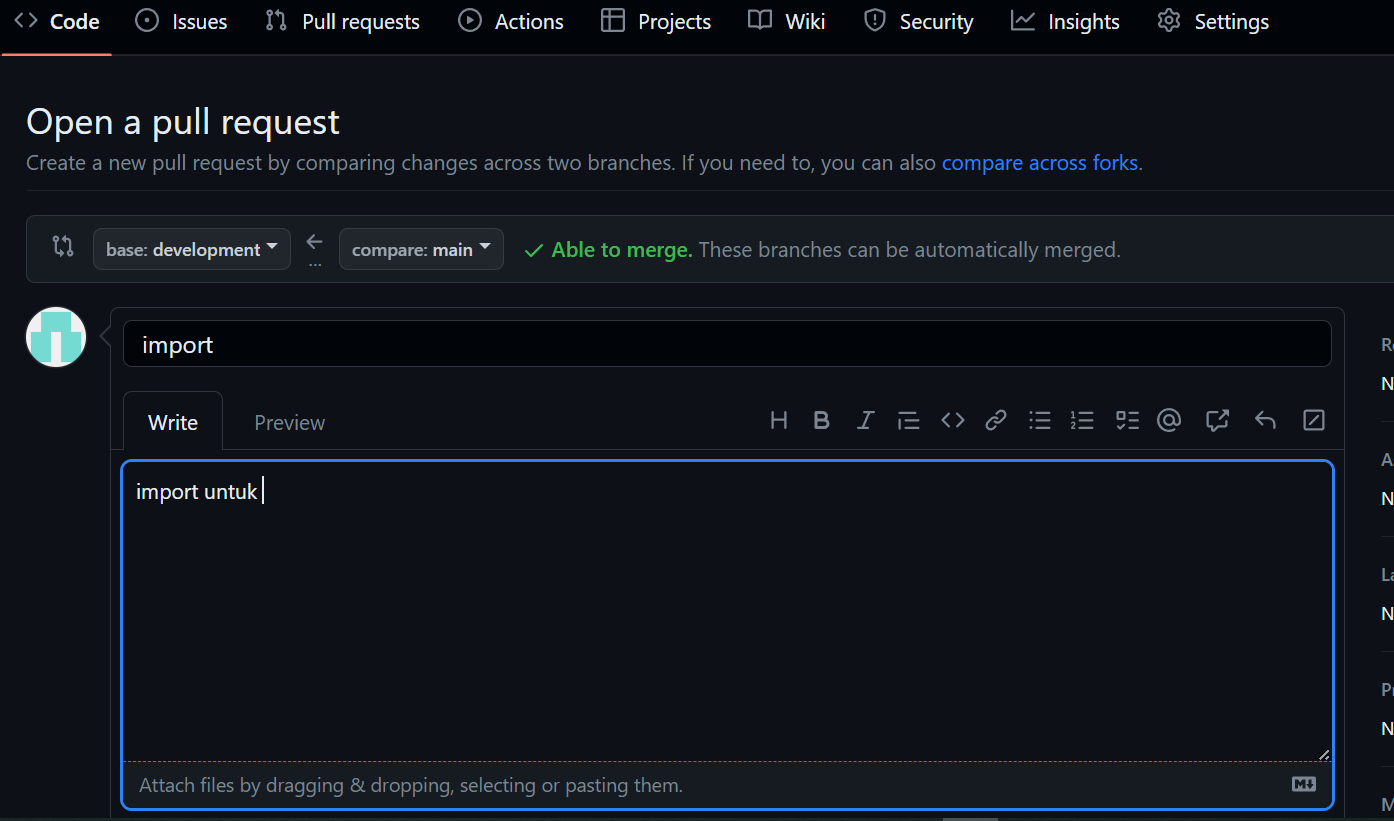 Code Issues Pull requests Actions Projects Wiki Security Insights Settings
Open a pull request
Create a new pull request by comparing changes across two branches. If you need to, you can also compare across forks.
base: development ... compare: main Able to merge. These branches can be automatically merged.
import
Write Preview
import untuk
Attach files by dragging & dropping, selecting or pasting them.